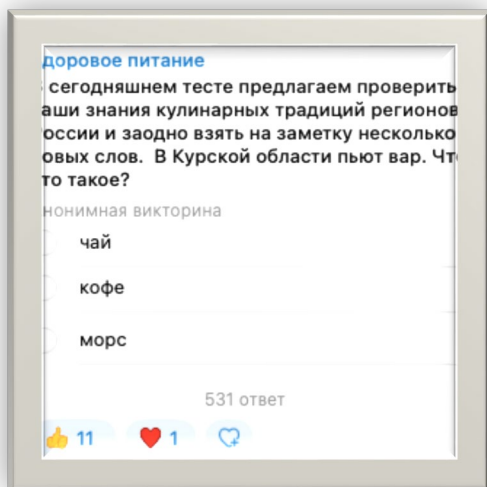 доровое питание
сегодняшнем тесте предлагаем проверить
аши знания кулинарных традиций регионов
оссии и заодно взять на заметку несколько
овых слов. В Курской области пьют вар. Что
то такое?
нонимная викторина
чай
кофе
морс
531 ответ
11 1